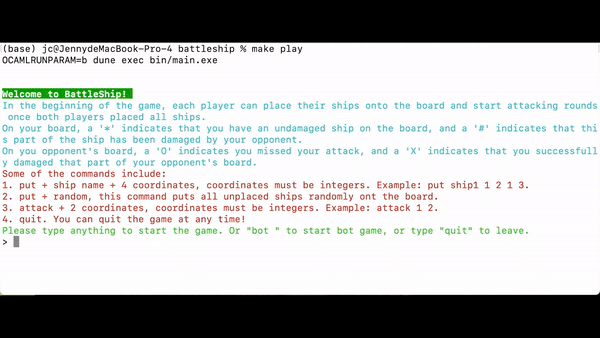 (base) jc@JennydeMacBook-Pro-4 battleship % make play
OCAMLRUNPARAM=b dune exec bin/main.exe
Welcome to BattleShip!
In the beginning of the game, each player can place their ships onto the board and start attacking rounds
 once both players placed all ships.
On your board, a '*' indicates that you have an undamaged ship on the board, and a '#' indicates that thi
s part of the ship has been damaged by your opponent.
On you opponent's board, a 'O' indicates you missed your attack, and a 'X' indicates that you successfull
y damaged that part of your opponent's board.
Some of the commands include:
1. put + ship name + 4 coordinates, coordinates must be integers. Example: put ship1 1 2 1 3.
2. put + random, this command puts all unplaced ships randomly ont the board.
3. attack + 2 coordinates, coordinates must be integers. Example: attack 1 2.
4. quit. You can quit the game at any time!
Please type anything to start the game. Or "bot " to start bot game, or type "quit" to leave.
>